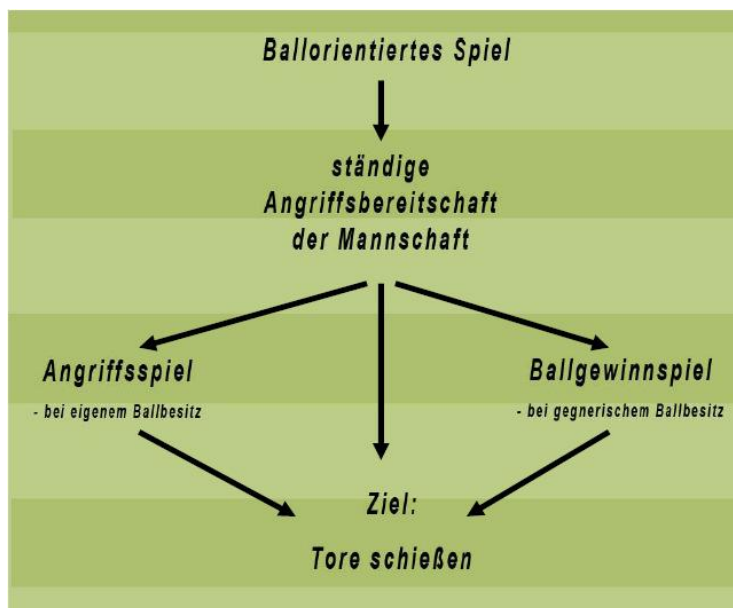 Ballorientiertes Spiel
ständige
Angriffsbereitschaft
der Mannschaft
Angriffsspiel
- bei eigenem Ballbesitz
Ballgewinnspiel
- bei gegnerischem Ballbesitz
Ziel:
Tore schießen